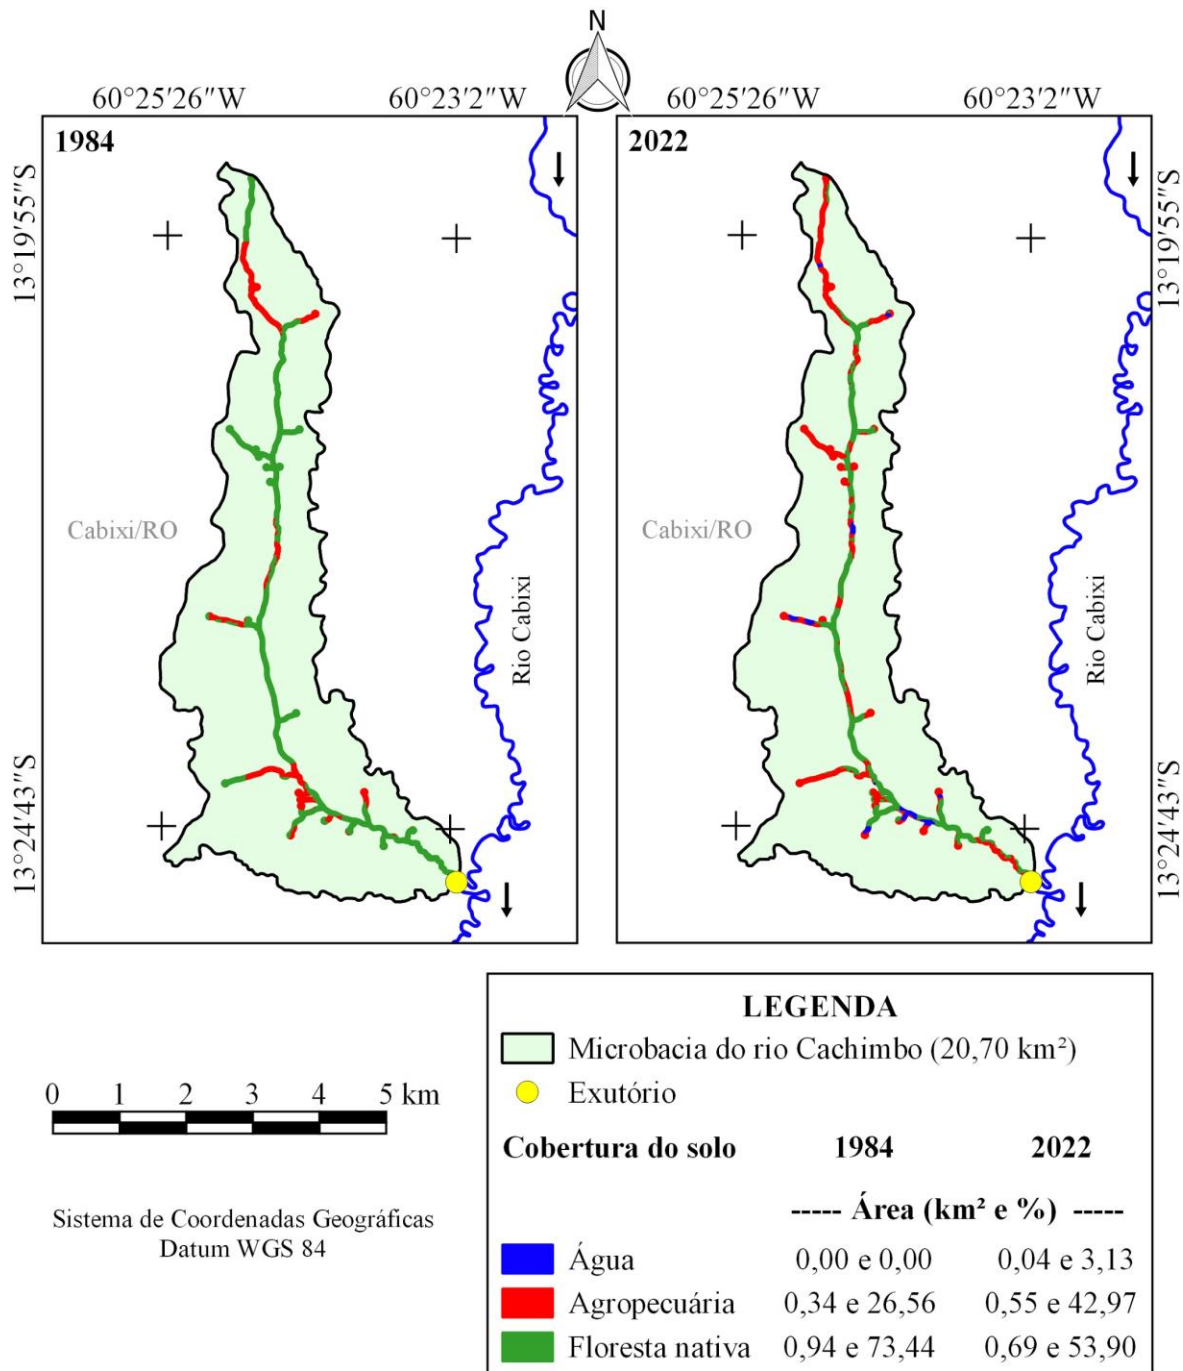 N
60°25'26"W 60°23'2"W 60°25'26"W 60°23'2"W
1984
2022
13°19'55"S
13°19'55"S
Cabixi/RO
Cabixi/RO
Rio Cabixi
Rio Cabixi
13°24'43"S
13°24'43"S
0 1 2 3 4 5 km
Sistema de Coordenadas Geográficas
Datum WGS 84
LEGENDA
Microbacia do rio Cachimbo (20,70 km²)
Exutório
Cobertura do solo 1984 2022
----- Área (km² e %) -----
Água 0,00 e 0,00 0,04 e 3,13
Agropecuária 0,34 e 26,56 0,55 e 42,97
Floresta nativa 0,94 e 73,44 0,69 e 53,90